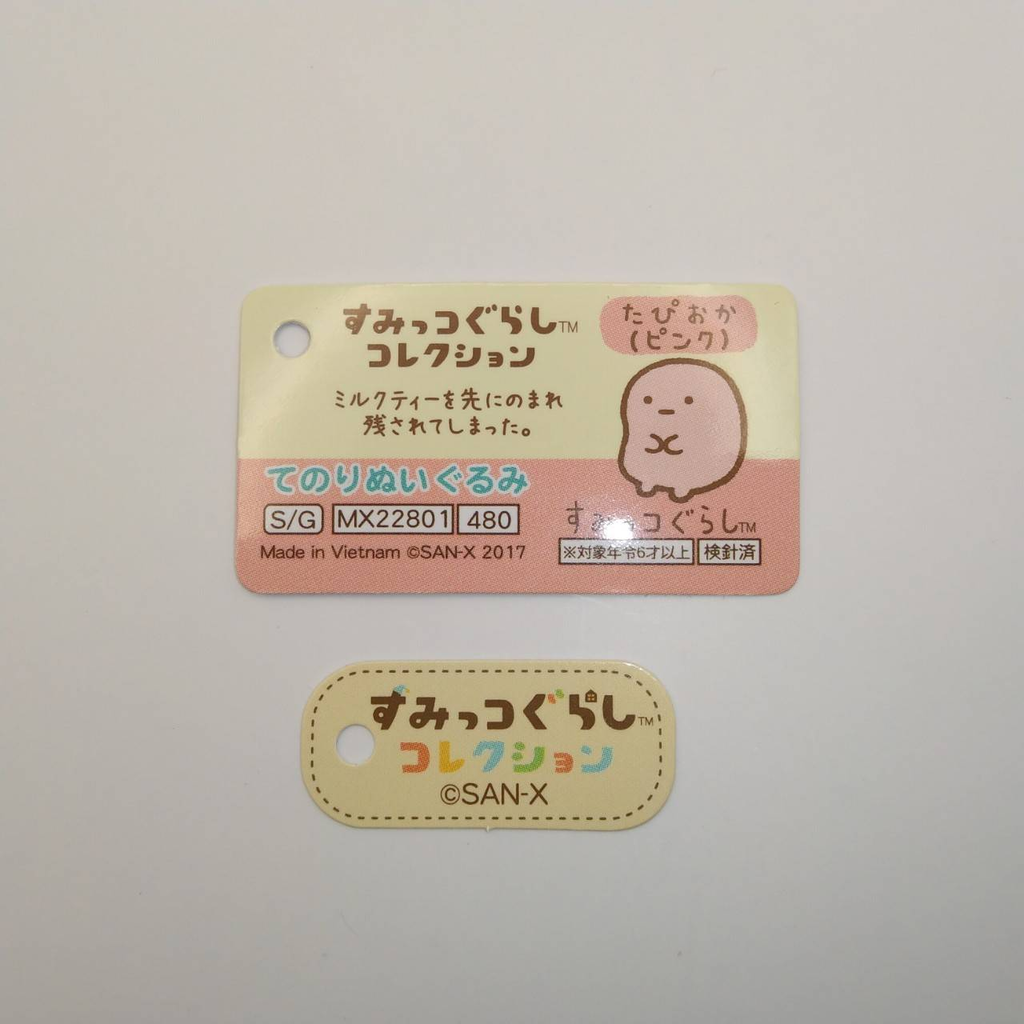 すみっコぐらし™
コレクション
たぴおか
(ピンク)
ミルクティーを先にのまれ
残されてしまった。
てのりぬいぐるみ
S/G MX22801 480
Made in Vietnam ©SAN-X 2017
すみっコぐらし™
※対象年令6才以上 検針済
すみっコぐらし™
コレクション
©SAN-X